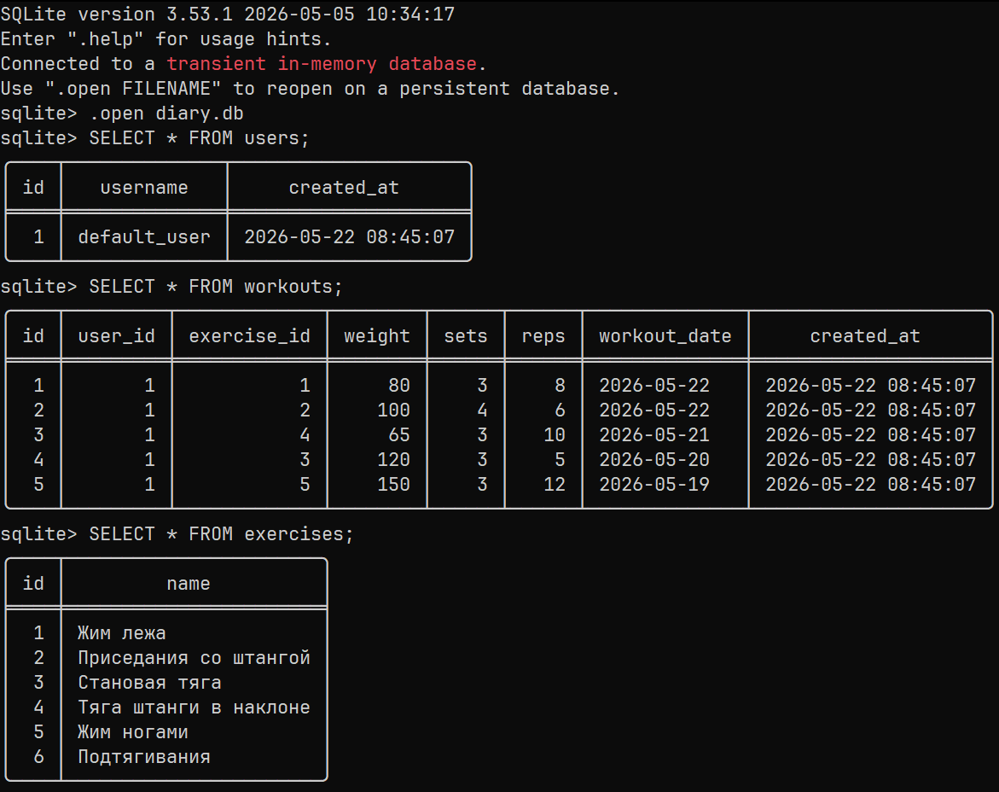 SQLite version 3.53.1 2026-05-05 10:34:17
Enter ".help" for usage hints.
Connected to a transient in-memory database.
Use ".open FILENAME" to reopen on a persistent database.
sqlite> .open diary.db
sqlite> SELECT * FROM users;
id username created_at
1 default_user 2026-05-22 08:45:07
sqlite> SELECT * FROM workouts;
id user_id exercise_id weight sets reps workout_date created_at
1 1 1 80 3 8 2026-05-22 2026-05-22 08:45:07
2 1 2 100 4 6 2026-05-22 2026-05-22 08:45:07
3 1 4 65 3 10 2026-05-21 2026-05-22 08:45:07
4 1 3 120 3 5 2026-05-20 2026-05-22 08:45:07
5 1 5 150 3 12 2026-05-19 2026-05-22 08:45:07
sqlite> SELECT * FROM exercises;
id name
1 Жим лежа
2 Приседания со штангой
3 Становая тяга
4 Тяга штанги в наклоне
5 Жим ногами
6 Подтягивания